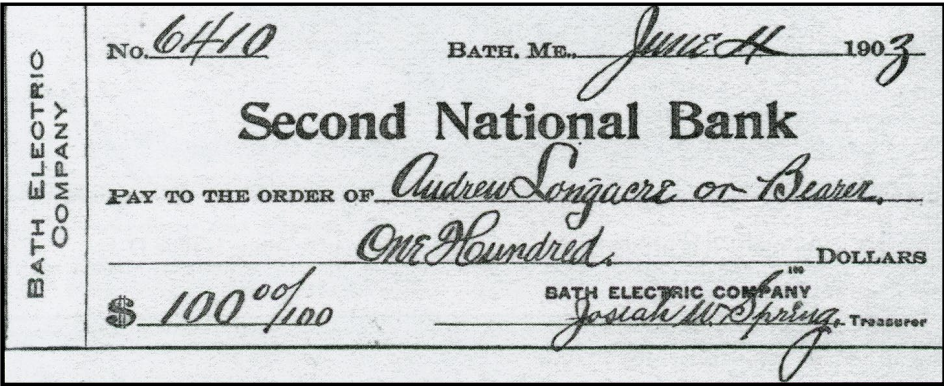 BATH ELECTRIC
COMPANY
No. 6410 BATH, ME., June 4 1903
Second National Bank
PAY TO THE ORDER OF Andrew Longacre or Bearer.
One Hundred. DOLLARS
$ 100 00/100
BATH ELECTRIC COMPANY
Josiah W. Spring, Treasurer